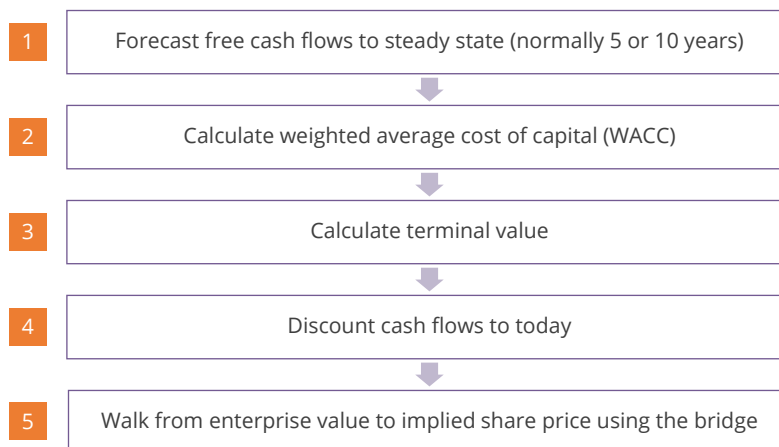 1 Forecast free cash flows to steady state (normally 5 or 10 years)
2 Calculate weighted average cost of capital (WACC)
3 Calculate terminal value
4 Discount cash flows to today
5 Walk from enterprise value to implied share price using the bridge